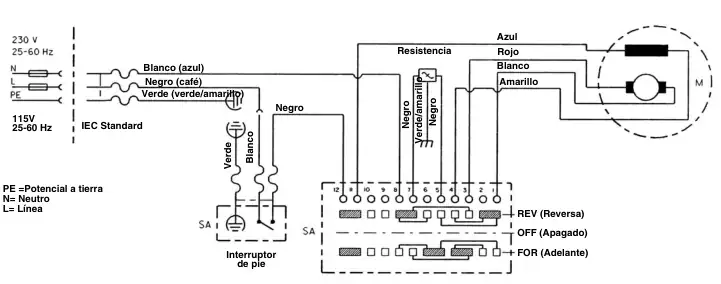 230 V
25-60 Hz
N
L
PE
115V
25-60 Hz
IEC Standard
Blanco (azul)
Negro (café)
Verde (verde/amarillo)
Negro
Verde
Blanco
PE =Potencial a tierra
N= Neutro
L= Línea
SA
Interruptor
de pie
Resistencia
Negro
Verde/amarillo
Negro
Azul
Rojo
Blanco
Amarillo
M
12 11 10 9 8 7 6 5 4 3 2 1
SA
REV (Reversa)
OFF (Apagado)
FOR (Adelante)